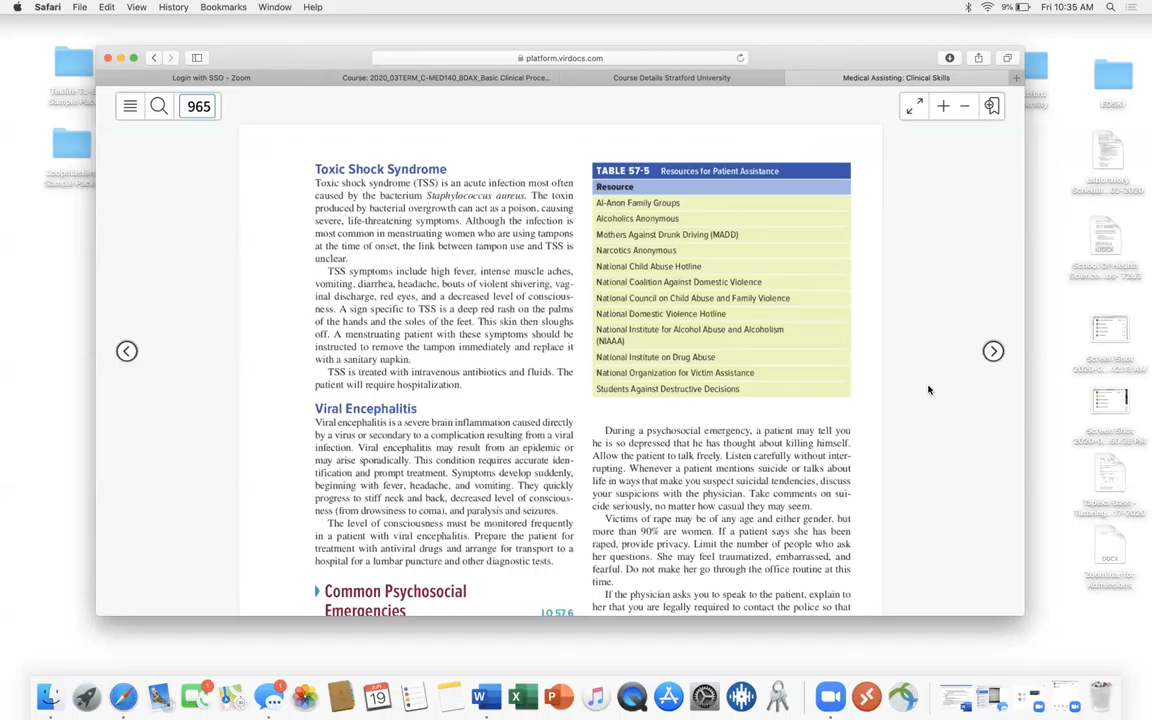 Safari File Edit View History Bookmarks Window Help
9% Fri 10:35 AM
platform.virdocs.com
Login with SSO - Zoom
Course: 2020_03TERM_C-MED140_8DAX_Basic Clinical Proce...
Course Details Stratford University
Medical Assisting: Clinical Skills
965
Toxic Shock Syndrome
Toxic shock syndrome (TSS) is an acute infection most often
caused by the bacterium Staphylococcus aureus. The toxin
produced by bacterial overgrowth can act as a poison, causing
severe, life-threatening symptoms. Although the infection is
most common in menstruating women who are using tampons
at the time of onset, the link between tampon use and TSS is
unclear.
TSS symptoms include high fever, intense muscle aches,
vomiting, diarrhea, headache, bouts of violent shivering, vag-
inal discharge, red eyes, and a decreased level of conscious-
ness. A sign specific to TSS is a deep red rash on the palms
of the hands and the soles of the feet. This skin then sloughs
off. A menstruating patient with these symptoms should be
instructed to remove the tampon immediately and replace it
with a sanitary napkin.
TSS is treated with intravenous antibiotics and fluids. The
patient will require hospitalization.
Viral Encephalitis
Viral encephalitis is a severe brain inflammation caused directly
by a virus or secondary to a complication resulting from a viral
infection. Viral encephalitis may result from an epidemic or
may arise sporadically. This condition requires accurate iden-
tification and prompt treatment. Symptoms develop suddenly,
beginning with fever, headache, and vomiting. They quickly
progress to stiff neck and back, decreased level of conscious-
ness (from drowsiness to coma), and paralysis and seizures.
The level of consciousness must be monitored frequently
in a patient with viral encephalitis. Prepare the patient for
treatment with antiviral drugs and arrange for transport to a
hospital for a lumbar puncture and other diagnostic tests.
Common Psychosocial
Emergencies LO 57.6
TABLE 57-5 Resources for Patient Assistance
Resource
Al-Anon Family Groups
Alcoholics Anonymous
Mothers Against Drunk Driving (MADD)
Narcotics Anonymous
National Child Abuse Hotline
National Coalition Against Domestic Violence
National Council on Child Abuse and Family Violence
National Domestic Violence Hotline
National Institute for Alcohol Abuse and Alcoholism
(NIAAA)
National Institute on Drug Abuse
National Organization for Victim Assistance
Students Against Destructive Decisions
During a psychosocial emergency, a patient may tell you
he is so depressed that he has thought about killing himself.
Allow the patient to talk freely. Listen carefully without inter-
rupting. Whenever a patient mentions suicide or talks about
life in ways that make you suspect suicidal tendencies, discuss
your suspicions with the physician. Take comments on sui-
cide seriously, no matter how casual they may seem.
Victims of rape may be of any age and either gender, but
more than 90% are women. If a patient says she has been
raped, provide privacy. Limit the number of people who ask
her questions. She may feel traumatized, embarrassed, and
fearful. Do not make her go through the office routine at this
time.
If the physician asks you to speak to the patient, explain to
her that you are legally required to contact the police so that
Sample Pack
Sample Pack
EDSKI
DOCX
JUN
19
1
1